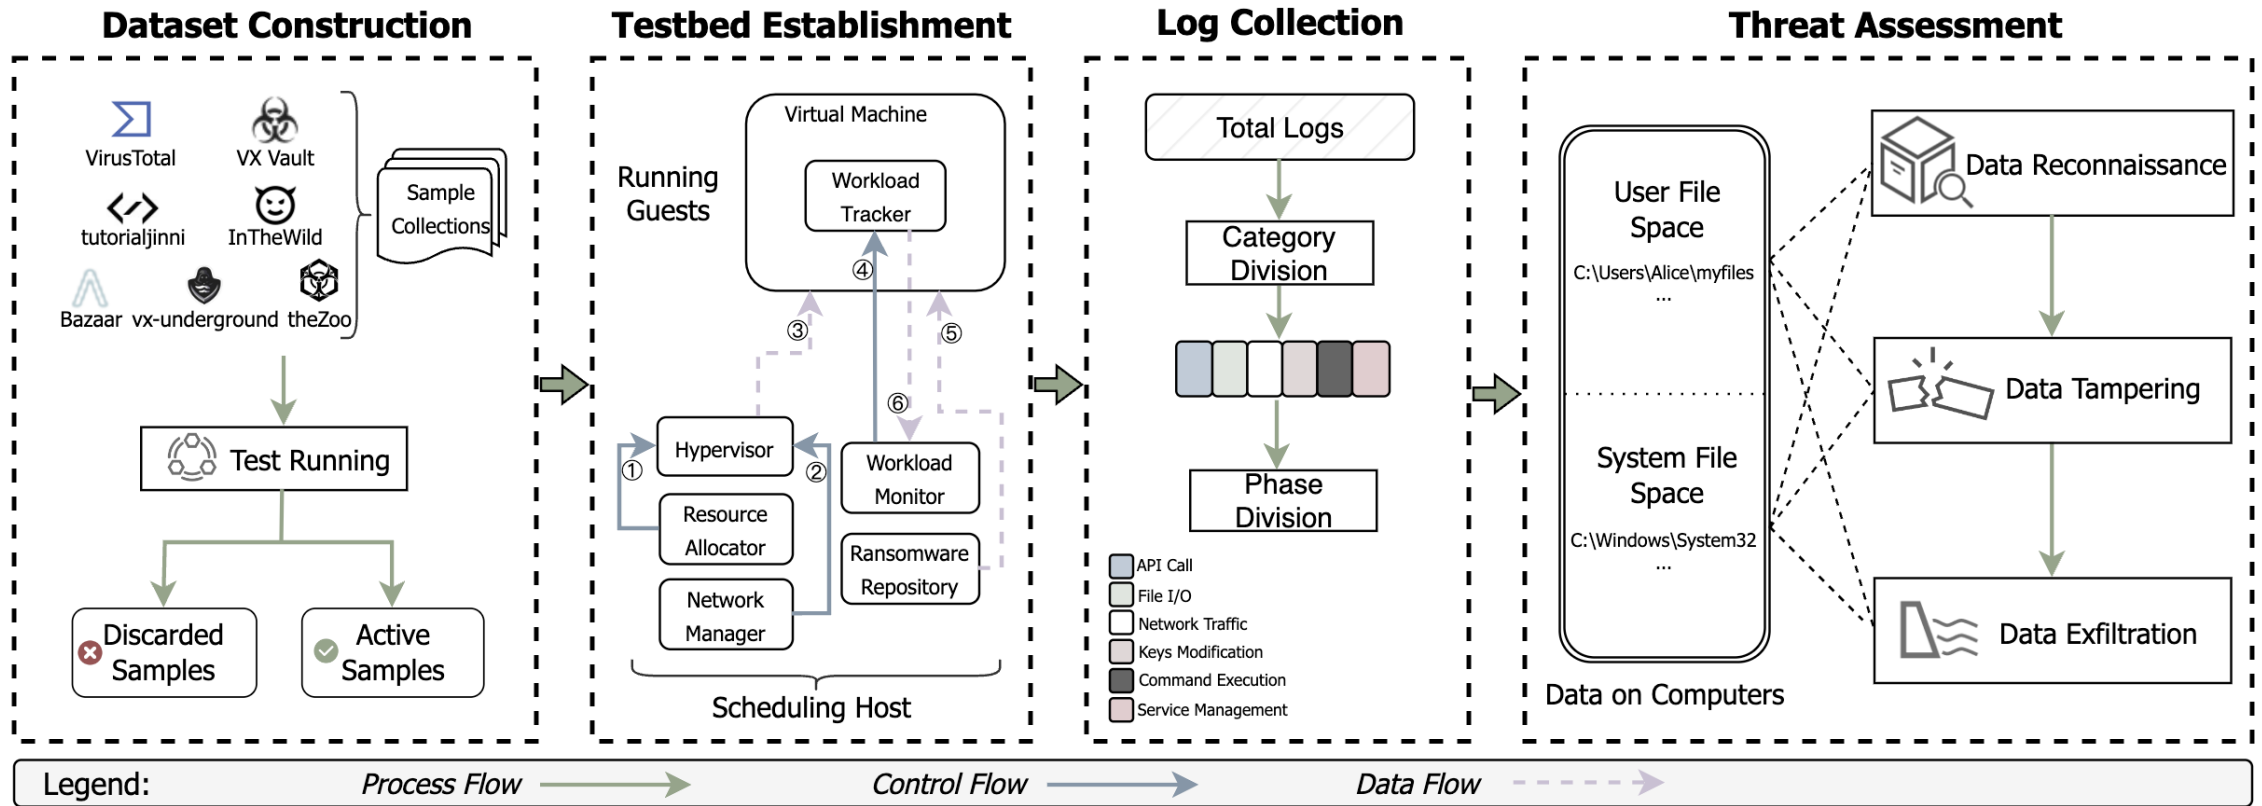 Dataset Construction
VirusTotal
VX Vault
tutorialjinni
InTheWild
Bazaar
vx-underground
theZoo
Sample
Collections
Test Running
Discarded
Samples
Active
Samples
Testbed Establishment
Virtual Machine
Running
Guests
Workload
Tracker
④
③
⑤
⑥
Hypervisor
①
②
Workload
Monitor
Resource
Allocator
Ransomware
Repository
Network
Manager
Scheduling Host
Log Collection
Total Logs
Category
Division
Phase
Division
API Call
File I/O
Network Traffic
Keys Modification
Command Execution
Service Management
Threat Assessment
User File
Space
C:\Users\Alice\myfiles
...
System File
Space
C:\Windows\System32
...
Data on Computers
Data Reconnaissance
Data Tampering
Data Exfiltration
Legend:
Process Flow
Control Flow
Data Flow